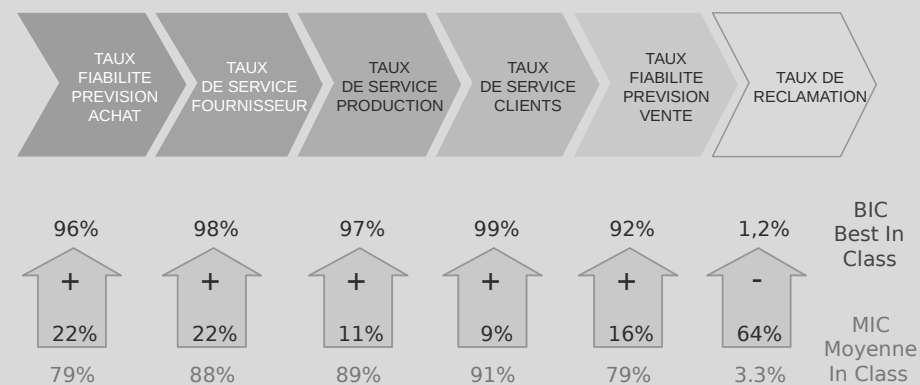 TAUX
FIABILITE
PREVISION
ACHAT
TAUX
DE SERVICE
FOURNISSEUR
TAUX
DE SERVICE
PRODUCTION
TAUX
DE SERVICE
CLIENTS
TAUX
FIABILITE
PREVISION
VENTE
TAUX DE
RECLAMATION
96% 98% 97% 99% 92% 1,2%
BIC
Best In
Class
+ + + + + -
22% 22% 11% 9% 16% 64%
MIC
Moyenne
In Class
79% 88% 89% 91% 79% 3.3%